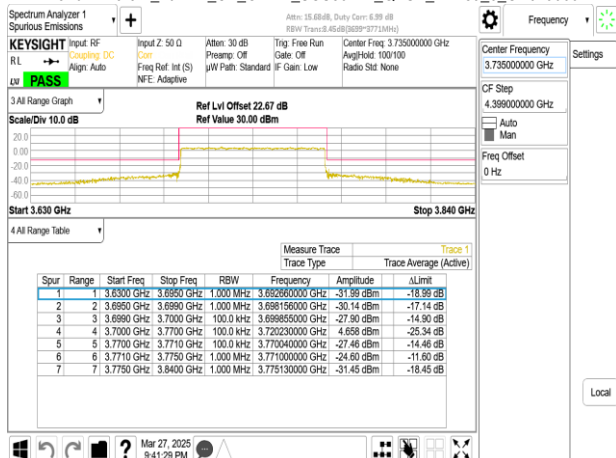 Spectrum Analyzer 1
Spurious Emissions
Attn: 15.68dB, Duty Corr: 6.99 dB
RBW Trans:8.45dB(3699~3771MHz)
Frequency
KEYSIGHT
RL
LXI
PASS
Input: RF
Coupling: DC
Align: Auto
Input Z: 50 Ω
Corr
Freq Ref: Int (S)
NFE: Adaptive
Atten: 30 dB
Preamp: Off
µW Path: Standard
Trig: Free Run
Gate: Off
IF Gain: Low
Center Freq: 3.735000000 GHz
Avg|Hold: 100/100
Radio Std: None
Center Frequency
3.735000000 GHz
Settings
CF Step
4.399000000 GHz
Auto
Man
Freq Offset
0 Hz
3 All Range Graph
Scale/Div 10.0 dB
Ref Lvl Offset 22.67 dB
Ref Value 30.00 dBm
20.0
0.00
-20.0
-40.0
-60.0
Start 3.630 GHz
Stop 3.840 GHz
4 All Range Table
Measure Trace Trace 1
Trace Type Trace Average (Active)
Spur Range Start Freq Stop Freq RBW Frequency Amplitude ΔLimit
1 1 3.6300 GHz 3.6950 GHz 1.000 MHz 3.692660000 GHz -31.99 dBm -18.99 dB
2 2 3.6950 GHz 3.6990 GHz 1.000 MHz 3.698156000 GHz -30.14 dBm -17.14 dB
3 3 3.6990 GHz 3.7000 GHz 100.0 kHz 3.699855000 GHz -27.90 dBm -14.90 dB
4 4 3.7000 GHz 3.7700 GHz 100.0 kHz 3.720230000 GHz 4.658 dBm -25.34 dB
5 5 3.7700 GHz 3.7710 GHz 100.0 kHz 3.770040000 GHz -27.46 dBm -14.46 dB
6 6 3.7710 GHz 3.7750 GHz 1.000 MHz 3.771000000 GHz -24.60 dBm -11.60 dB
7 7 3.7750 GHz 3.8400 GHz 1.000 MHz 3.775130000 GHz -31.45 dBm -18.45 dB
Local
Mar 27, 2025
9:41:29 PM